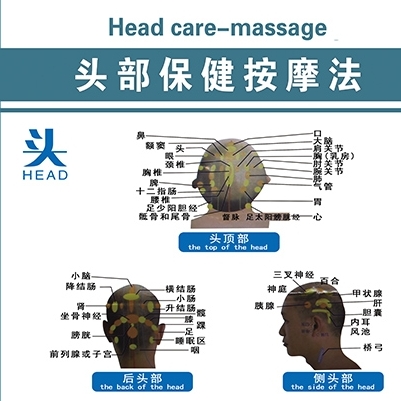 Head care-massage
头部保健按摩法
头
HEAD
鼻
额窦
头
眼
颈椎
胸椎
脾
十二指肠
腰椎
足少阳胆经
骶骨和尾骨
督脉
足太阳膀胱经
口
大脑
肩关节
胸(乳房)
肘关节
腕关节
肺
气管
胃
心
头顶部
the top of the head
小脑
降结肠
肾
坐骨神经
膀胱
前列腺或子宫
横结肠
小肠
升结肠
髋
膝
踝
足
睡眠区
咽
后头部
the back of the head
三叉神经
神庭
胰腺
百合
甲状腺
肝
胆囊
内耳
风池
桥弓
侧头部
the side of the head